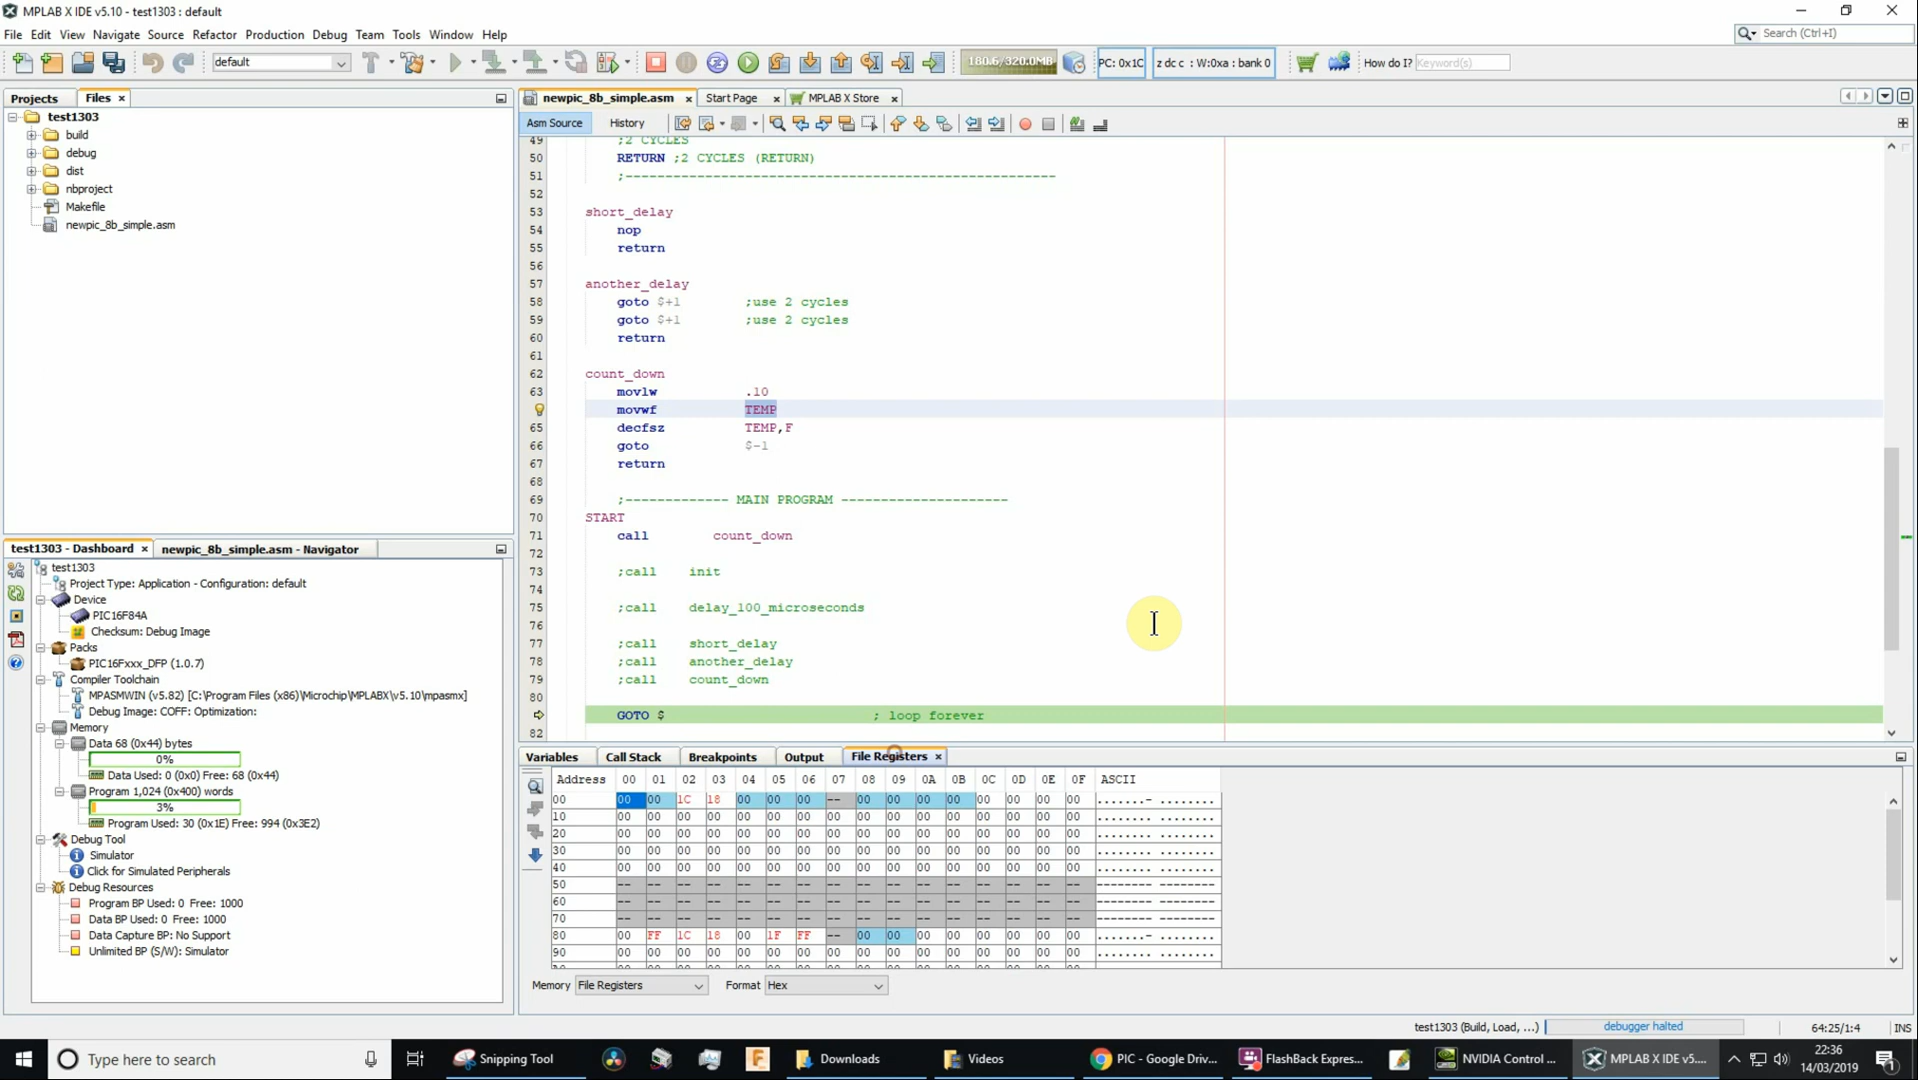 MPLAB X IDE v5.10 - test1303 : default
File Edit View Navigate Source Refactor Production Debug Team Tools Window Help
Search (Ctrl+I)
default
180.6/320.0MB
PC: 0x1C
z dc c : W:0xa : bank 0
How do I? Keyword(s)
Projects Files
newpic_8b_simple.asm Start Page MPLAB X Store
Asm Source History
test1303
build
debug
dist
nbproject
Makefile
newpic_8b_simple.asm
49 ;2 CYCLES
50 RETURN ;2 CYCLES (RETURN)
51 ;------------------------------------------------------
52
53 short_delay
54 nop
55 return
56
57 another_delay
58 goto $+1 ;use 2 cycles
59 goto $+1 ;use 2 cycles
60 return
61
62 count_down
63 movlw .10
movwf TEMP
65 decfsz TEMP,F
66 goto $-1
67 return
68
69 ;------------- MAIN PROGRAM ---------------------
70 START
71 call count_down
72
73 ;call init
74
75 ;call delay_100_microseconds
76
77 ;call short_delay
78 ;call another_delay
79 ;call count_down
80
GOTO $ ; loop forever
82
test1303 - Dashboard newpic_8b_simple.asm - Navigator
test1303
Project Type: Application - Configuration: default
Device
PIC16F84A
Checksum: Debug Image
Packs
PIC16Fxxx_DFP (1.0.7)
Compiler Toolchain
MPASMWIN (v5.82) [C:\Program Files (x86)\Microchip\MPLABX\v5.10\mpasmx]
Debug Image: COFF: Optimization:
Memory
Data 68 (0x44) bytes
0%
Data Used: 0 (0x0) Free: 68 (0x44)
Program 1,024 (0x400) words
3%
Program Used: 30 (0x1E) Free: 994 (0x3E2)
Debug Tool
Simulator
Click for Simulated Peripherals
Debug Resources
Program BP Used: 0 Free: 1000
Data BP Used: 0 Free: 1000
Data Capture BP: No Support
Unlimited BP (S/W): Simulator
Variables Call Stack Breakpoints Output File Registers
Address 00 01 02 03 04 05 06 07 08 09 0A 0B 0C 0D 0E 0F ASCII
00 00 00 1C 18 00 00 00 -- 00 00 00 00 00 00 00 00 .......- ........
10 00 00 00 00 00 00 00 00 00 00 00 00 00 00 00 00 ........ ........
20 00 00 00 00 00 00 00 00 00 00 00 00 00 00 00 00 ........ ........
30 00 00 00 00 00 00 00 00 00 00 00 00 00 00 00 00 ........ ........
40 00 00 00 00 00 00 00 00 00 00 00 00 00 00 00 00 ........ ........
50 -- -- -- -- -- -- -- -- -- -- -- -- -- -- -- -- -------- --------
60 -- -- -- -- -- -- -- -- -- -- -- -- -- -- -- -- -------- --------
70 -- -- -- -- -- -- -- -- -- -- -- -- -- -- -- -- -------- --------
80 00 FF 1C 18 00 1F FF -- 00 00 00 00 00 00 00 00 .......- ........
90 00 00 00 00 00 00 00 00 00 00 00 00 00 00 00 00 ........ ........
Memory File Registers Format Hex
test1303 (Build, Load, ...) debugger halted 64:25/1:4 INS
Type here to search
Snipping Tool
Downloads
Videos
PIC - Google Driv...
FlashBack Expres...
NVIDIA Control ...
MPLAB X IDE v5....
22:36
14/03/2019
1